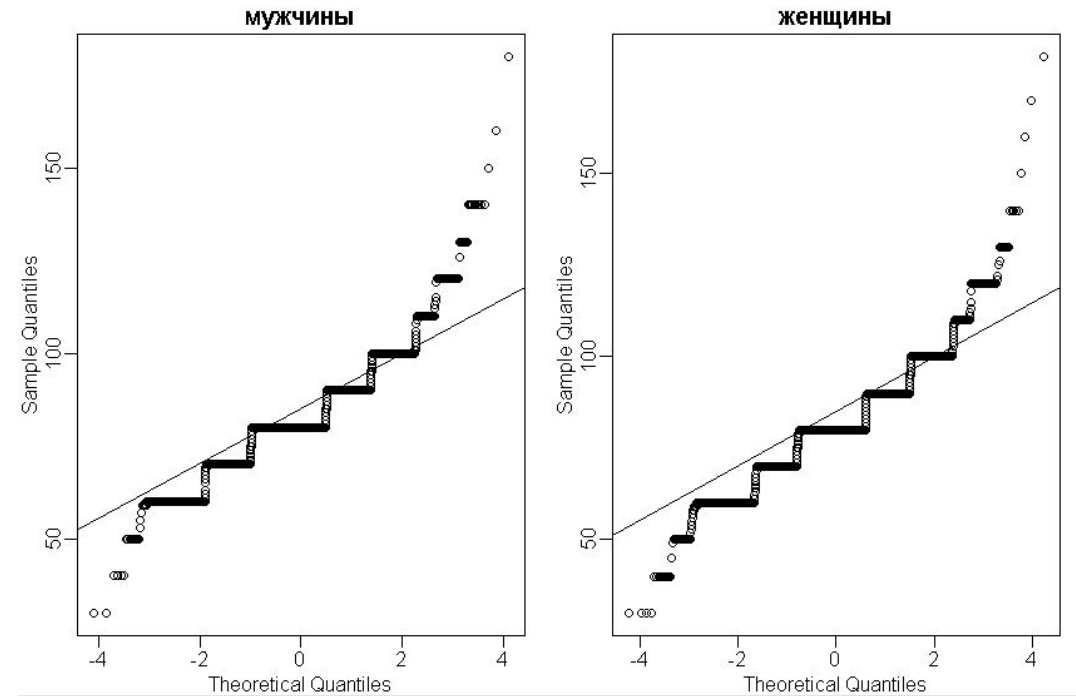 мужчины
150
100
50
Sample Quantiles
-4 -2 0 2 4
Theoretical Quantiles
женщины
150
100
50
Sample Quantiles
-4 -2 0 2 4
Theoretical Quantiles